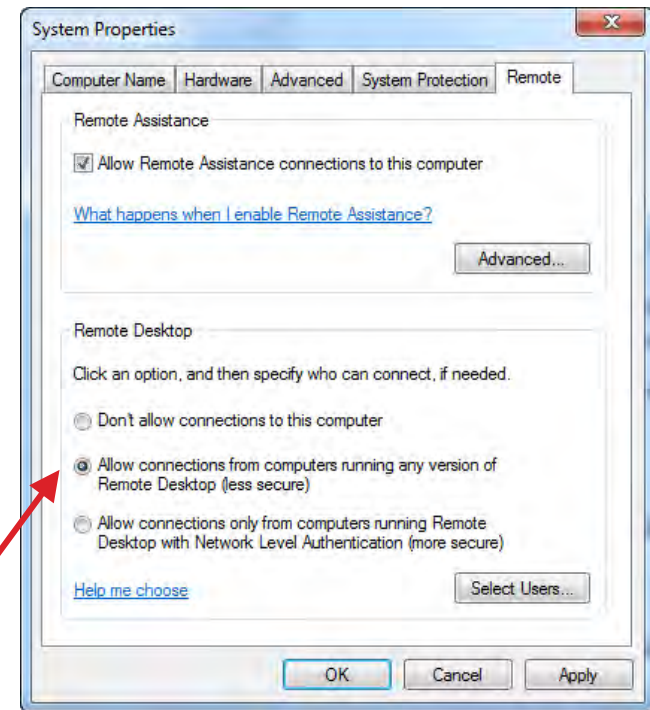 System Properties
Computer Name Hardware Advanced System Protection Remote
Remote Assistance
Allow Remote Assistance connections to this computer
What happens when I enable Remote Assistance?
Advanced...
Remote Desktop
Click an option, and then specify who can connect, if needed.
Don't allow connections to this computer
Allow connections from computers running any version of
Remote Desktop (less secure)
Allow connections only from computers running Remote
Desktop with Network Level Authentication (more secure)
Help me choose
Select Users...
OK Cancel Apply